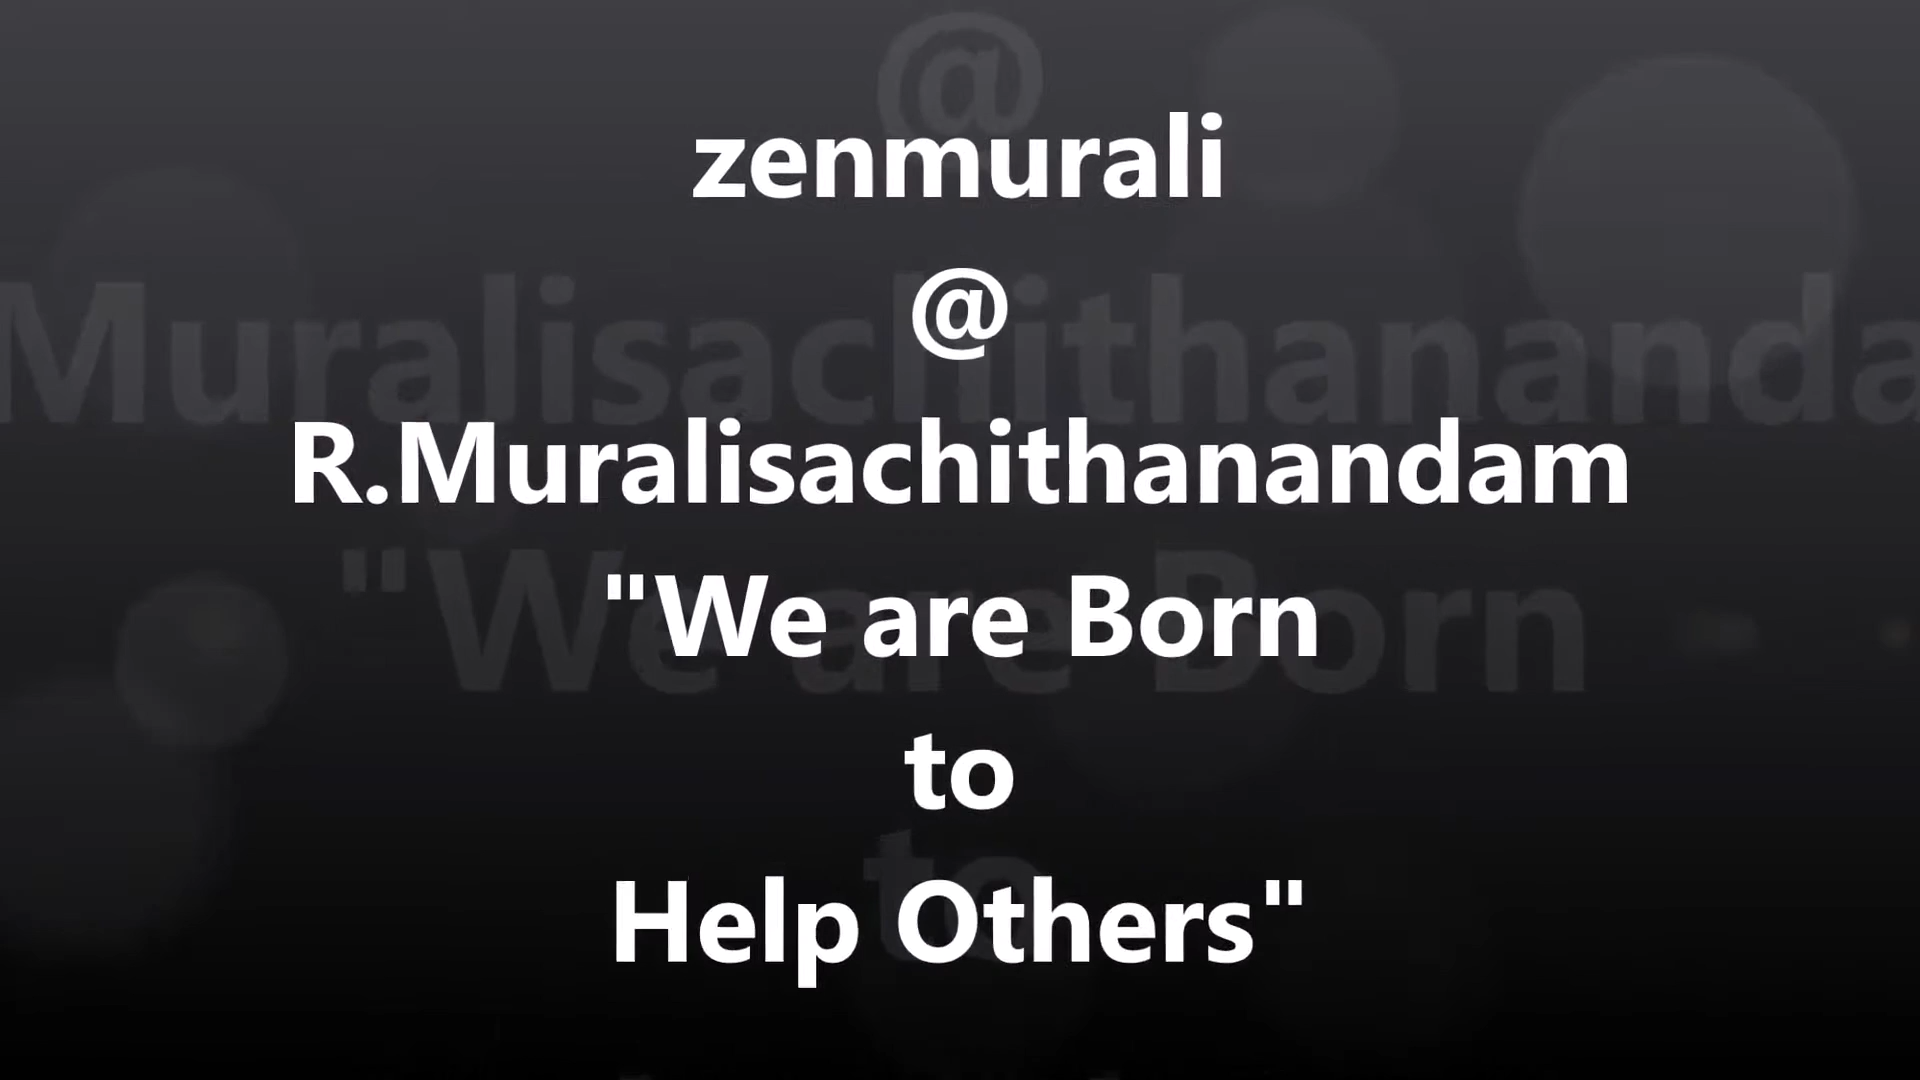 zenmurali
@
R.Muralisachithanandam
"We are Born
to
Help Others"